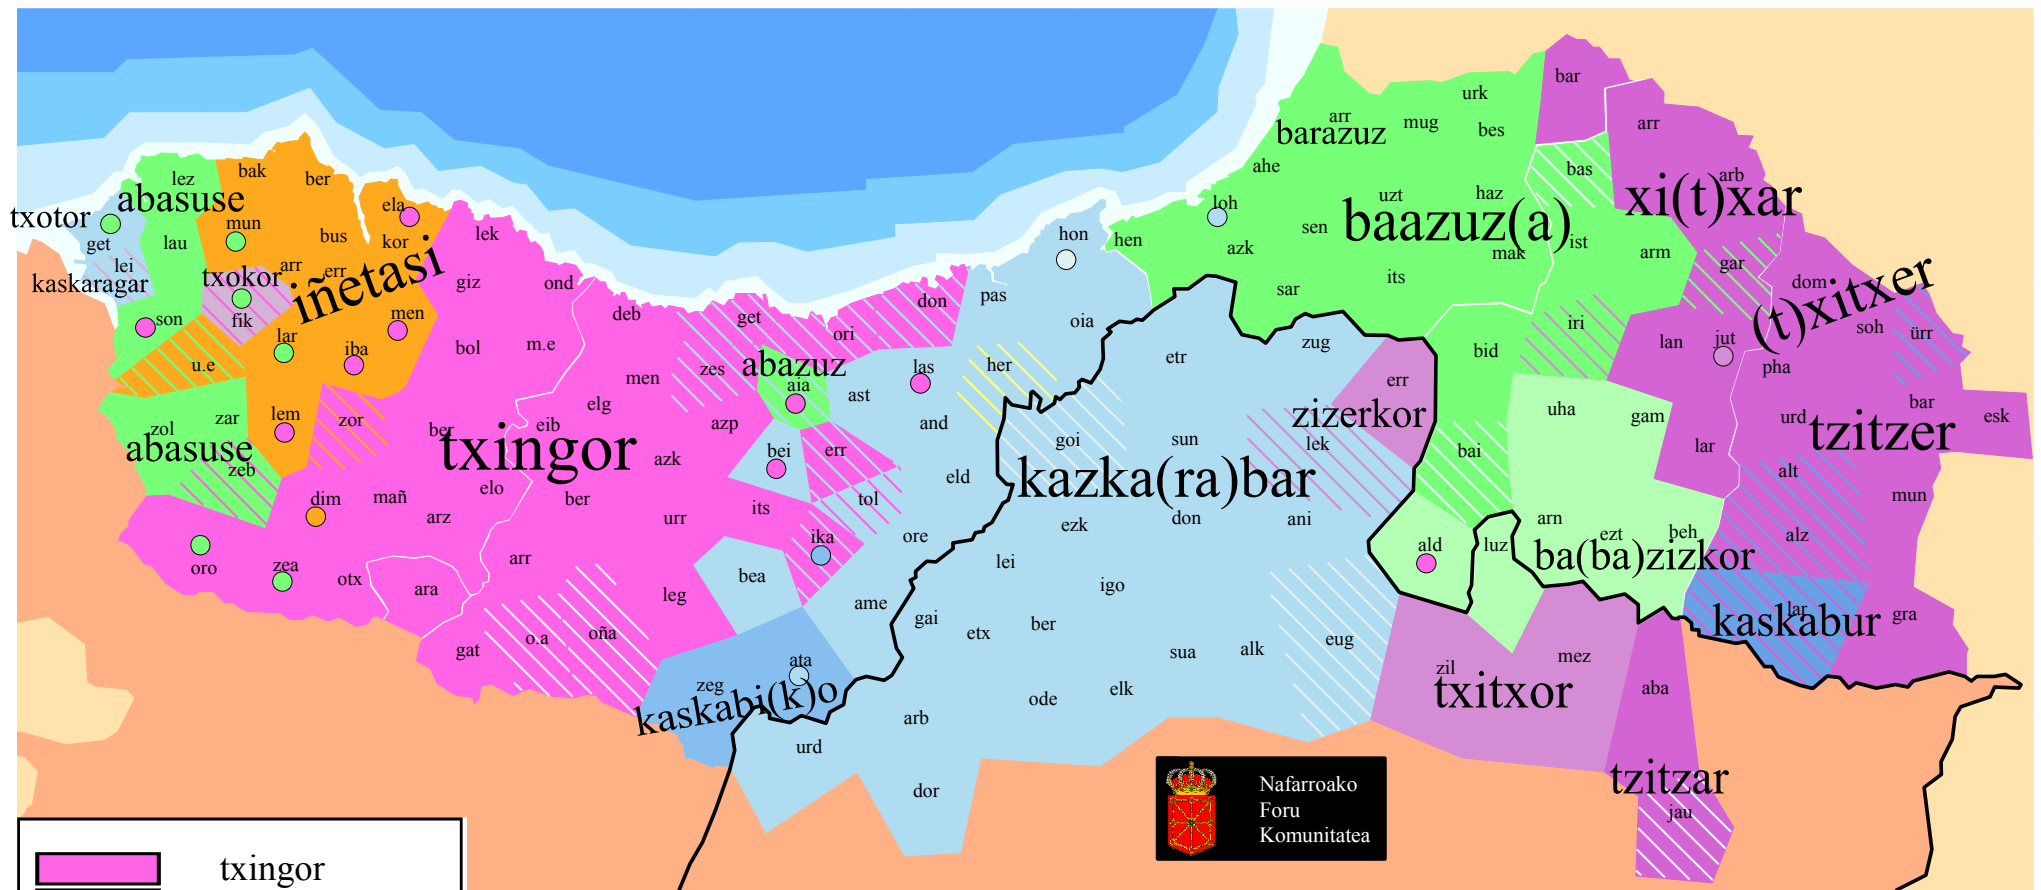 bar
urk
arr
mug
bes
barazuz
arr
ahe
bas
arb
xi(t)xar
lez
bak
ber
abasuse
ela
uzt
haz
loh
txotor
get
mun
bus
kor
lek
hon
hen
azk
sen
baazuz(a)
mak
ist
arm
gar
lau
lei
kaskaragar
txokor
arr
err
iñetasi
giz
ond
its
sar
dom
(t)xitxer
soh
ürr
son
fik
lar
men
iba
u.e
bol
m.e
deb
get
don
ori
pas
oia
etr
zug
iri
bid
lan
jut
pha
zes
abazuz
aia
las
her
men
ast
err
zizerkor
uha
gam
urd
bar
esk
tzitzer
zol
zar
abasuse
zeb
lem
zor
ber
txingor
eib
elg
azp
azk
bei
err
and
goi
sun
lek
bai
lar
alt
kazka(ra)bar
eld
tol
its
dim
mañ
elo
arz
ber
urr
ika
ore
ezk
don
ani
arn
ezt
beh
mun
alz
ald
luz
ba(ba)zizkor
oro
zea
otx
ara
arr
leg
bea
ame
lei
igo
lar
kaskabur
gra
gat
o.a
oña
gai
etx
ber
sua
alk
eug
zil
mez
txitxor
aba
ata
zeg
kaskabi(k)o
arb
ode
elk
urd
dor
tzitzar
jau
Nafarroako
Foru
Komunitatea
txingor